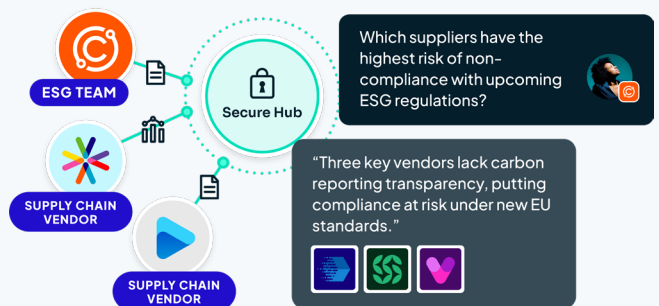 ESG TEAM
SUPPLY CHAIN
VENDOR
SUPPLY CHAIN
VENDOR
Secure Hub
Which suppliers have the
highest risk of non-
compliance with upcoming
ESG regulations?
“Three key vendors lack carbon
reporting transparency, putting
compliance at risk under new EU
standards.”